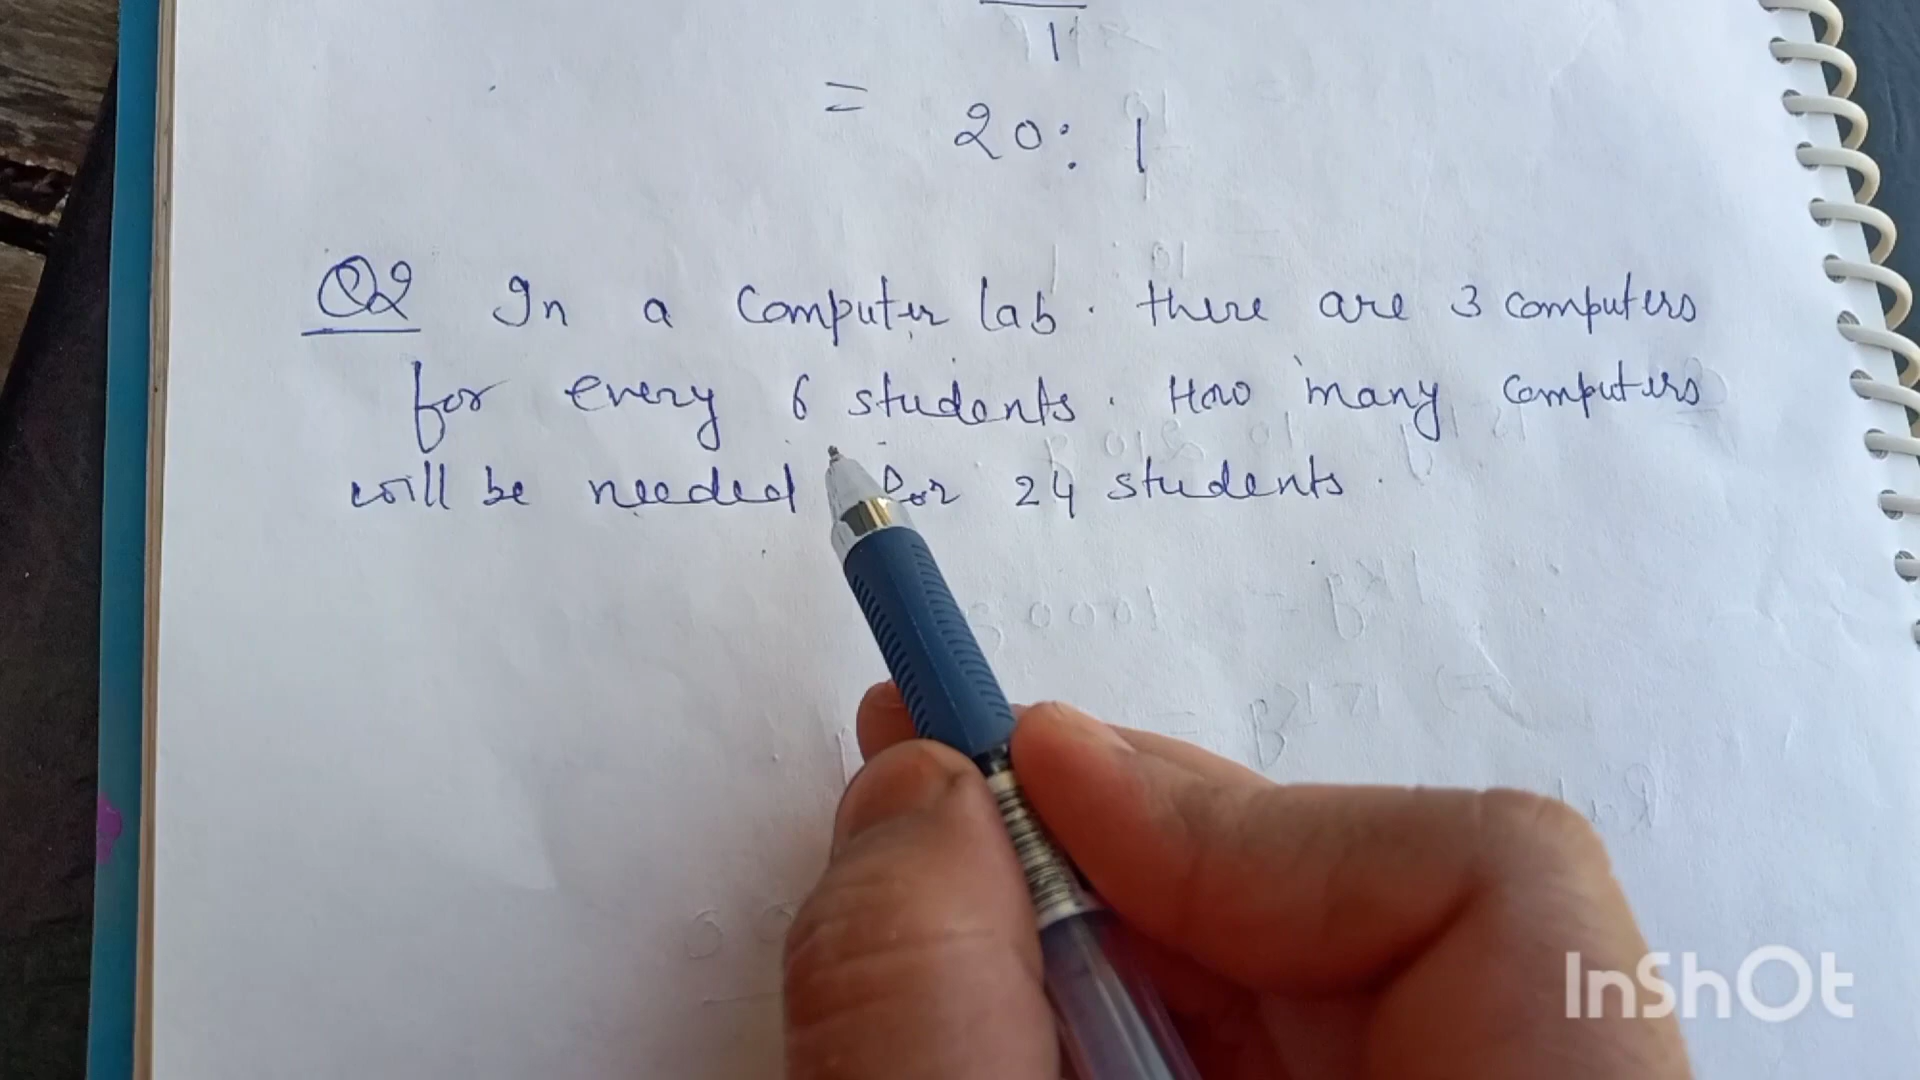 1
= 20:1
Q2 In a Computer lab. there are 3 computers
for every 6 students. How many computers
will be needed for 24 students.
InShOt